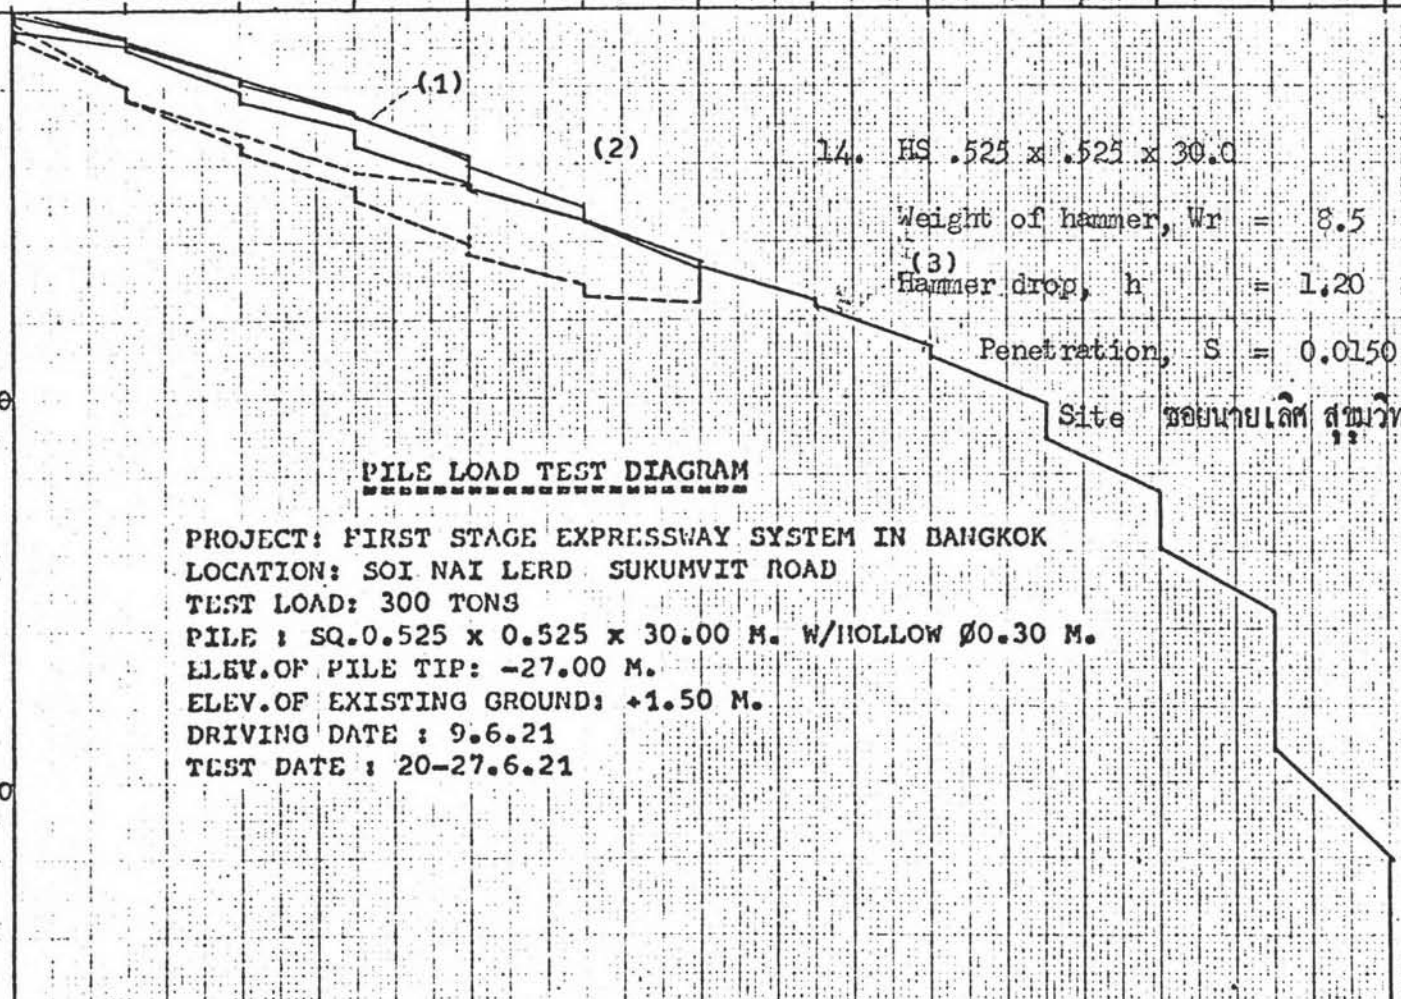 (1)
(2)
14. HS .525 x .525 x 30.0
Weight of hammer, Wr = 8.5
(3)
Hammer drop, h = 1.20
Penetration, S = 0.0150
Site ซอยนายเลิศ
PILE LOAD TEST DIAGRAM
PROJECT: FIRST STAGE EXPRESSWAY SYSTEM IN BANGKOK
LOCATION: SOI NAI LERD SUKUMVIT ROAD
TEST LOAD: 300 TONS
PILE : SQ.0.525 x 0.525 x 30.00 M. W/HOLLOW Ø0.30 M.
ELEV.OF PILE TIP: -27.00 M.
ELEV.OF EXISTING GROUND: +1.50 M.
DRIVING DATE : 9.6.21
TEST DATE : 20-27.6.21